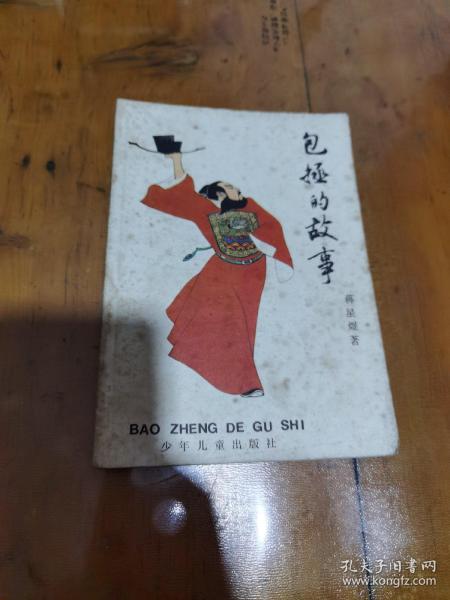 包拯的故事
蒋星煜著
BAO ZHENG DE GU SHI
少年儿童出版社
孔夫子旧书网
www.kongfz.com